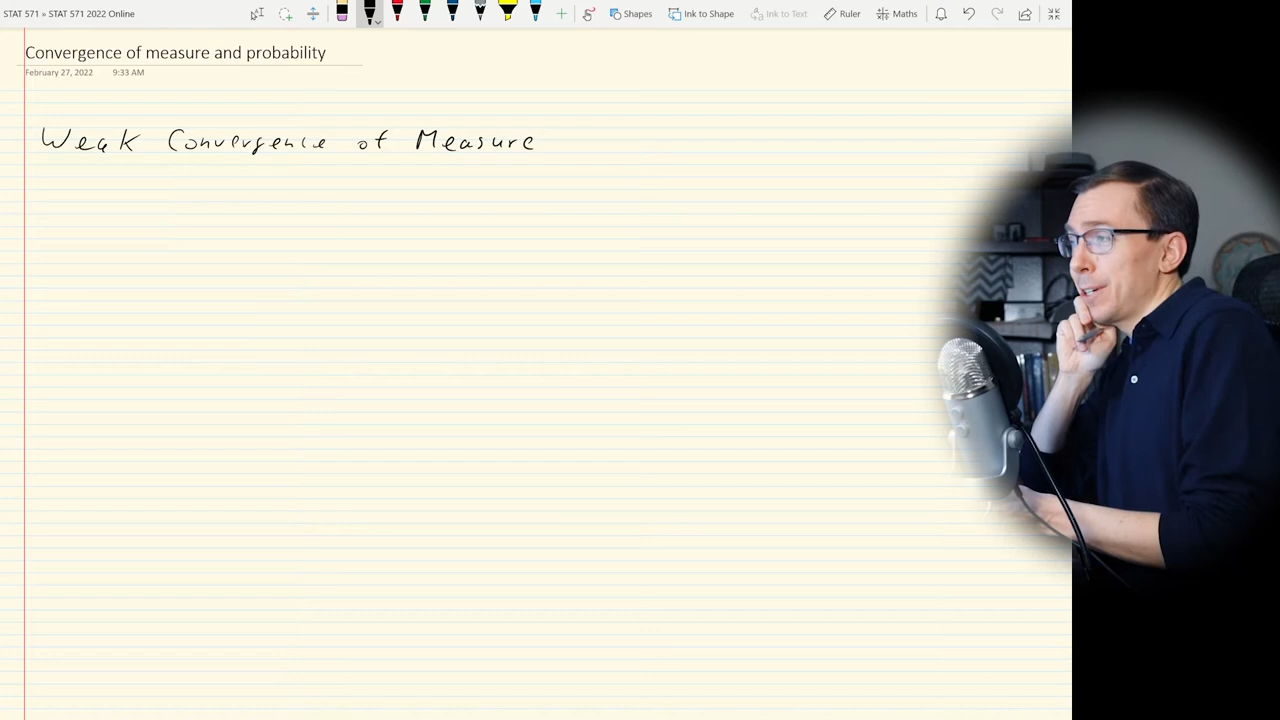 STAT 571 » STAT 571 2022 Online
Shapes
Ink to Shape
Ink to Text
Ruler
Maths
Convergence of measure and probability
February 27, 2022 9:33 AM
Weak Convergence of Measure